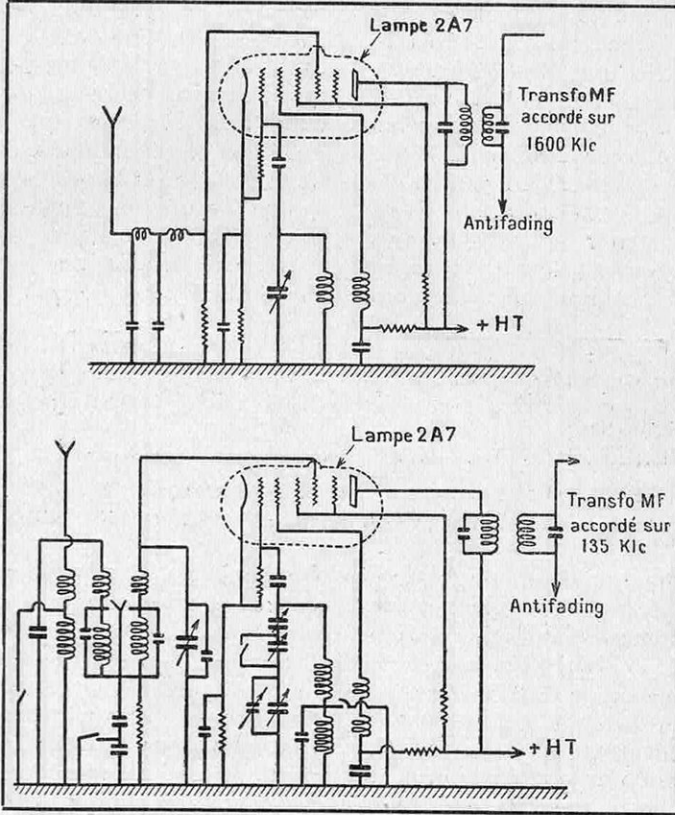 Lampe 2A7
Transfo MF
accordé sur
1600 Klc
Antifading
+ HT
Lampe 2A7
Transfo MF
accordé sur
135 Klc
Antifading
+ HT